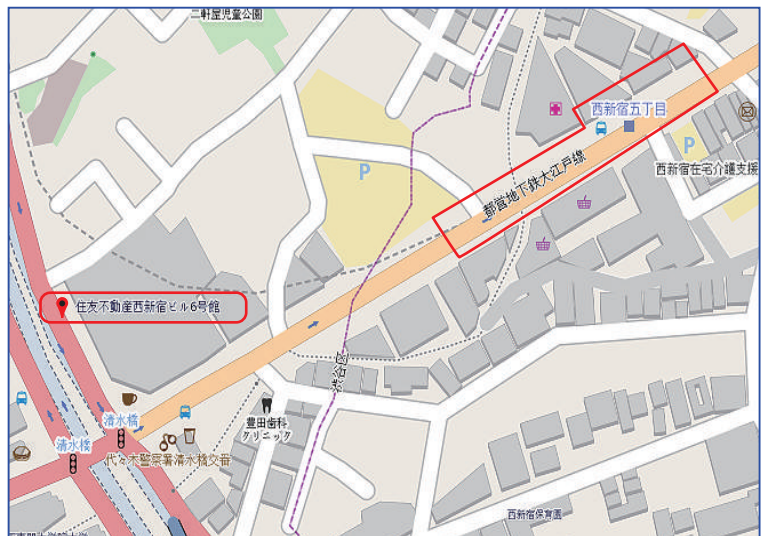 二軒屋児童公園
西新宿五丁目
P
P
西新宿在宅介護支援
都営地下鉄大江戸線
住友不動産西新宿ビル6号館
渋谷区
清水橋
清水橋
豊田歯科
クリニック
代々木警察署清水橋交番
西新宿保育園